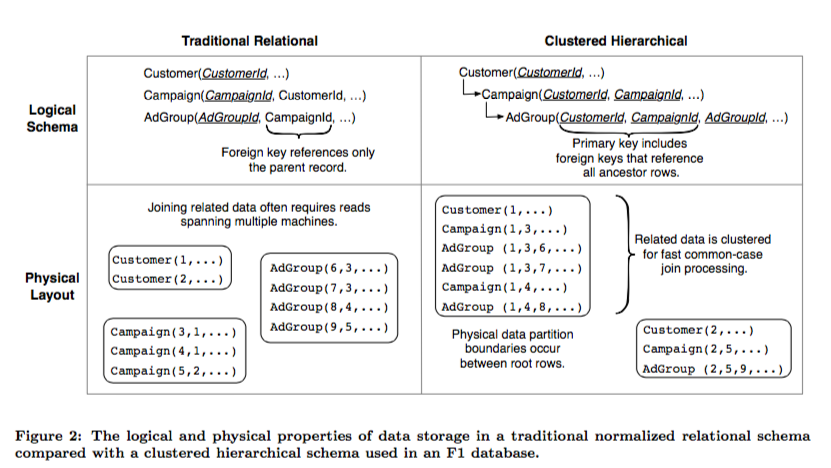 Traditional Relational
Clustered Hierarchical
Logical
Schema
Customer(CustomerId, ...)
Campaign(CampaignId, CustomerId, ...)
AdGroup(AdGroupId, CampaignId, ...)
Foreign key references only
the parent record.
Customer(CustomerId, ...)
Campaign(CustomerId, CampaignId, ...)
AdGroup(CustomerId, CampaignId, AdGroupId, ...)
Primary key includes
foreign keys that reference
all ancestor rows.
Physical
Layout
Joining related data often requires reads
spanning multiple machines.
Customer(1,...)
Customer(2,...)
AdGroup(6,3,...)
AdGroup(7,3,...)
AdGroup(8,4,...)
AdGroup(9,5,...)
Campaign(3,1,...)
Campaign(4,1,...)
Campaign(5,2,...)
Customer(1,...)
Campaign(1,3,...)
AdGroup (1,3,6,...)
AdGroup (1,3,7,...)
Campaign(1,4,...)
AdGroup (1,4,8,...)
Related data is clustered
for fast common-case
join processing.
Physical data partition
boundaries occur
between root rows.
Customer(2,...)
Campaign(2,5,...)
AdGroup (2,5,9,...)
Figure 2: The logical and physical properties of data storage in a traditional normalized relational schema
compared with a clustered hierarchical schema used in an F1 database.